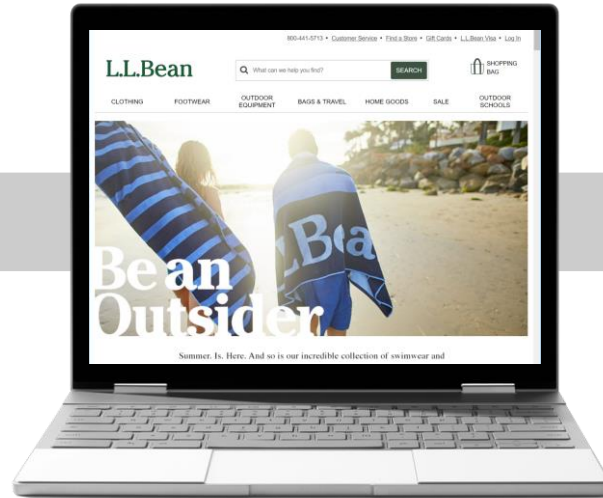 800-441-5713 • Customer Service • Find a Store • Gift Cards • L.L.Bean Visa • Log In
L.L.Bean
What can we help you find?
SEARCH
SHOPPING
BAG
CLOTHING
FOOTWEAR
OUTDOOR
EQUIPMENT
BAGS & TRAVEL
HOME GOODS
SALE
OUTDOOR
SCHOOLS
Bea
Be an
Outsider.
Summer. Is. Here. And so is our incredible collection of swimwear and